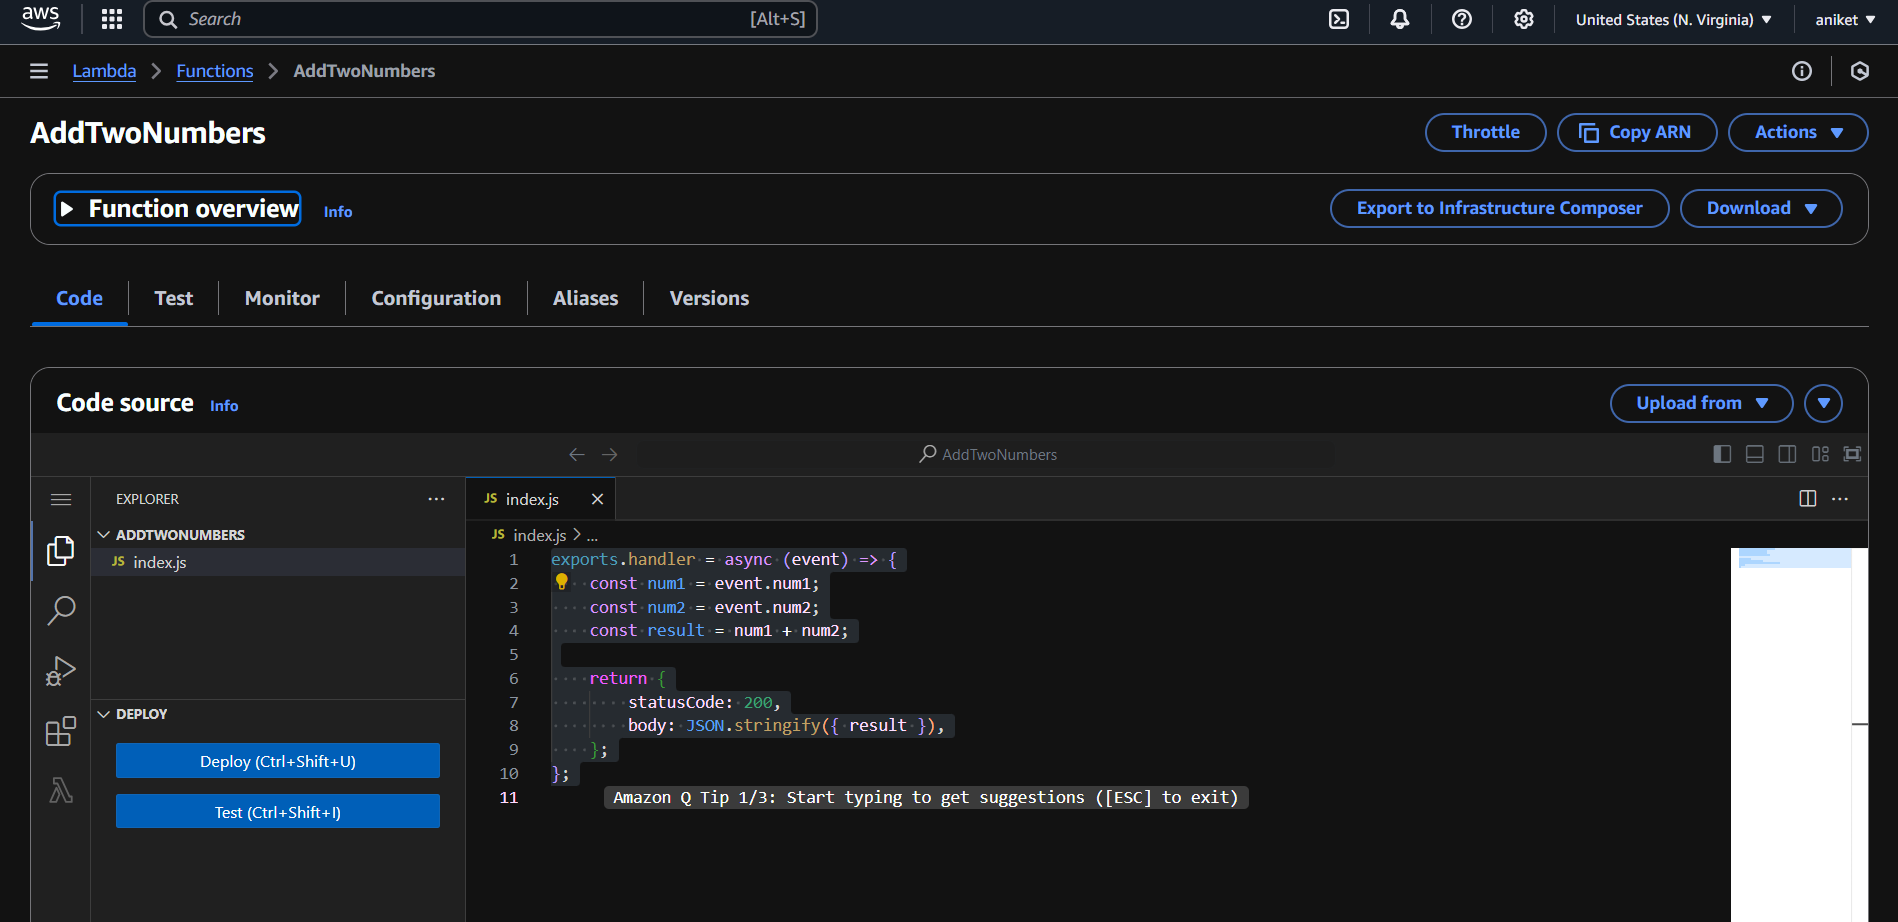 aws
Search [Alt+S]
United States (N. Virginia) aniket
Lambda Functions AddTwoNumbers
AddTwoNumbers
Throttle Copy ARN Actions
Function overview Info
Export to Infrastructure Composer Download
Code Test Monitor Configuration Aliases Versions
Code source Info
Upload from
AddTwoNumbers
EXPLORER
ADDTWONUMBERS
JS index.js
DEPLOY
Deploy (Ctrl+Shift+U)
Test (Ctrl+Shift+I)
JS index.js
JS index.js > ...
1 exports.handler = async (event) => {
2     const num1 = event.num1;
3     const num2 = event.num2;
4     const result = num1 + num2;
5
6     return {
7         statusCode: 200,
8         body: JSON.stringify({ result }),
9     };
10 };
11 Amazon Q Tip 1/3: Start typing to get suggestions ([ESC] to exit)